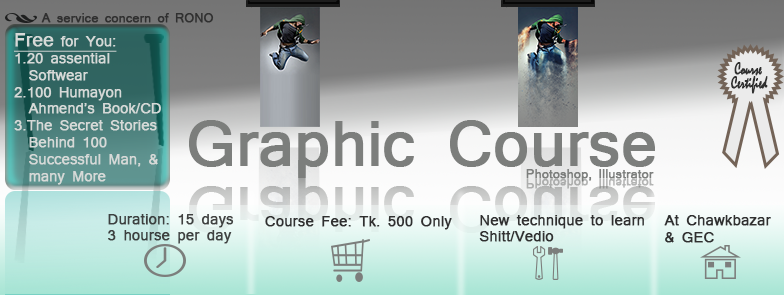 A service concern of RONO
Free for You:
1.20 assential
Softwear
2.100 Humayon
Ahmend's Book/CD
3.The Secret Stories
Behind 100
Successful Man, &
many More
Course
Certified
Graphic Course
Photoshop, Illustrator
Duration: 15 days
3 hourse per day
Course Fee: Tk. 500 Only
New technique to learn
Shitt/Vedio
At Chawkbazar
& GEC